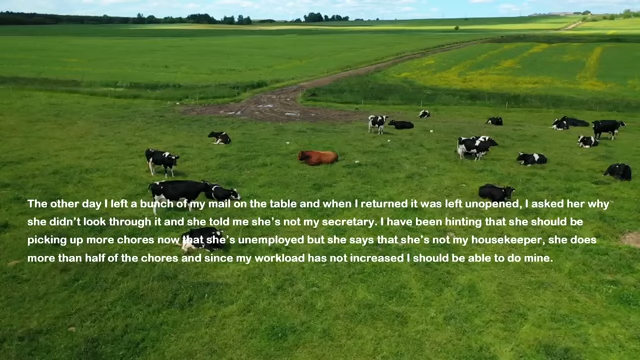 The other day I left a bunch of my mail on the table and when I returned it was left unopened, I asked her why
she didn't look through it and she told me she's not my secretary. I have been hinting that she should be
picking up more chores now that she's unemployed but she says that she's not my housekeeper, she does
more than half of the chores and since my workload has not increased I should be able to do mine.